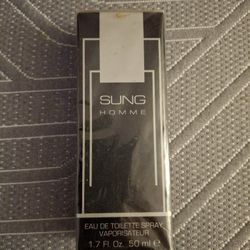 SUNG
HOMME
EAU DE TOILETTE SPRAY
VAPORISATEUR
1.7 Fl. Oz. 50 ml e